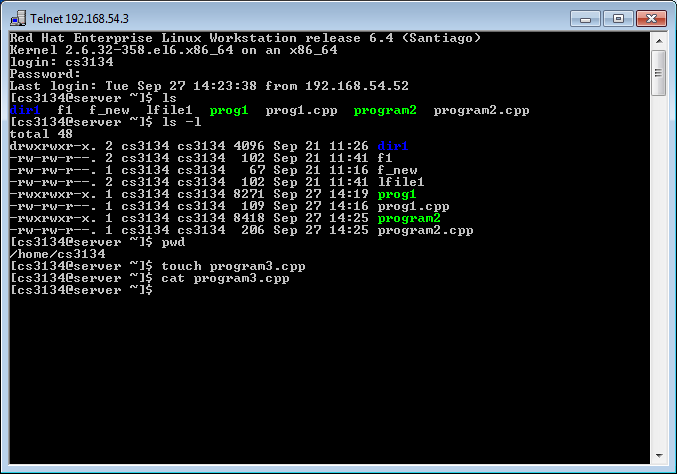 Telnet 192.168.54.3
Red Hat Enterprise Linux Workstation release 6.4 (Santiago)
Kernel 2.6.32-358.el6.x86_64 on an x86_64
login: cs3134
Password:
Last login: Tue Sep 27 14:23:38 from 192.168.54.52
[cs3134@server ~]$ ls
dir1  f1  f_new  lfile1  prog1  prog1.cpp  program2  program2.cpp
[cs3134@server ~]$ ls -l
total 48
drwxrwxr-x. 2 cs3134 cs3134 4096 Sep 21 11:26 dir1
-rw-rw-r--. 2 cs3134 cs3134  102 Sep 21 11:41 f1
-rw-rw-r--. 1 cs3134 cs3134   67 Sep 21 11:16 f_new
-rw-rw-r--. 2 cs3134 cs3134  102 Sep 21 11:41 lfile1
-rwxrwxr-x. 1 cs3134 cs3134 8271 Sep 27 14:19 prog1
-rw-rw-r--. 1 cs3134 cs3134  109 Sep 27 14:16 prog1.cpp
-rwxrwxr-x. 1 cs3134 cs3134 8418 Sep 27 14:25 program2
-rw-rw-r--. 1 cs3134 cs3134  206 Sep 27 14:25 program2.cpp
[cs3134@server ~]$ pwd
/home/cs3134
[cs3134@server ~]$ touch program3.cpp
[cs3134@server ~]$ cat program3.cpp
[cs3134@server ~]$